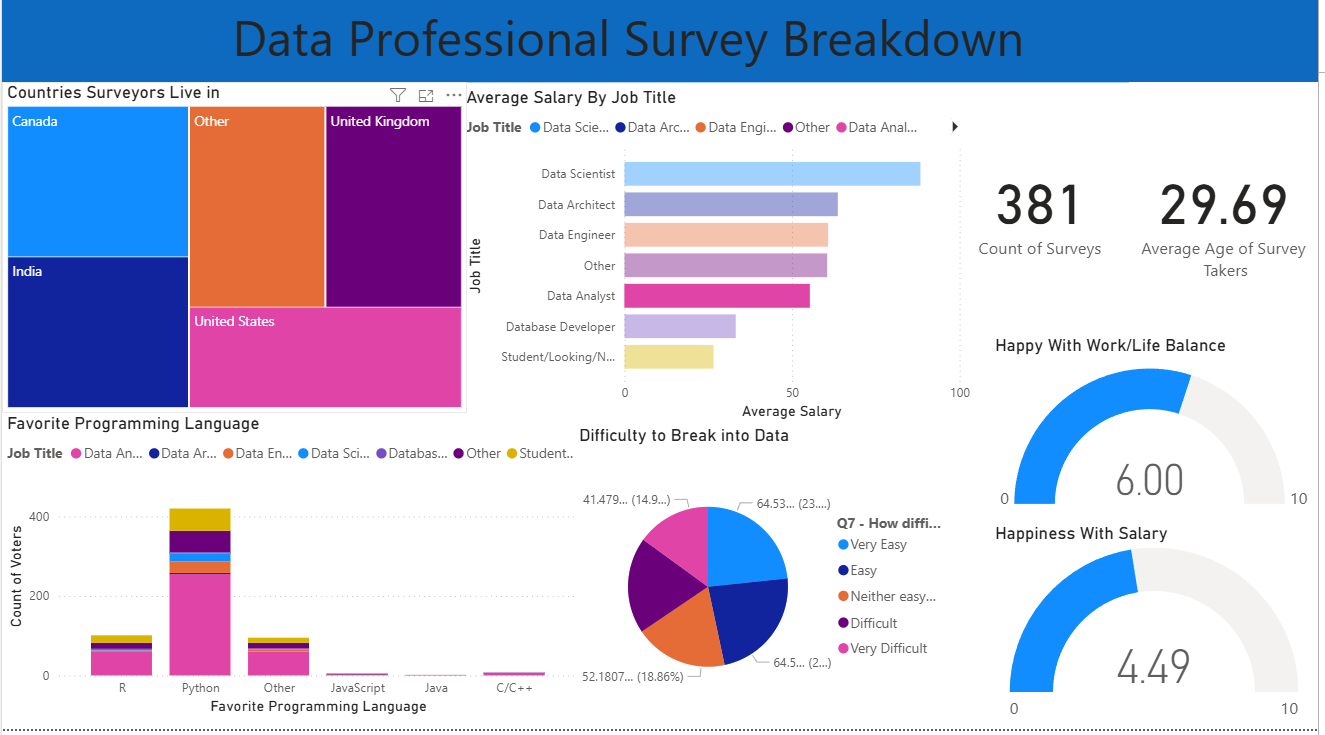 Data Professional Survey Breakdown
Countries Surveyors Live in
Canada
Other
United Kingdom
India
United States
Average Salary By Job Title
Job Title Data Scie... Data Arc... Data Engi... Other Data Anal...
Job Title
Data Scientist
Data Architect
Data Engineer
Other
Data Analyst
Database Developer
Student/Looking/N...
0 50 100
Average Salary
381
Count of Surveys
29.69
Average Age of Survey
Takers
Happy With Work/Life Balance
6.00
0 10
Happiness With Salary
4.49
0 10
Favorite Programming Language
Job Title Data An... Data Ar... Data En... Data Sci... Databas... Other Student..
Count of Voters
400
200
0
R Python Other JavaScript Java C/C++
Favorite Programming Language
Difficulty to Break into Data
41.479... (14.9...)
64.53... (23....)
64.5... (2...)
52.1807... (18.86%)
Q7 - How diffi...
Very Easy
Easy
Neither easy...
Difficult
Very Difficult